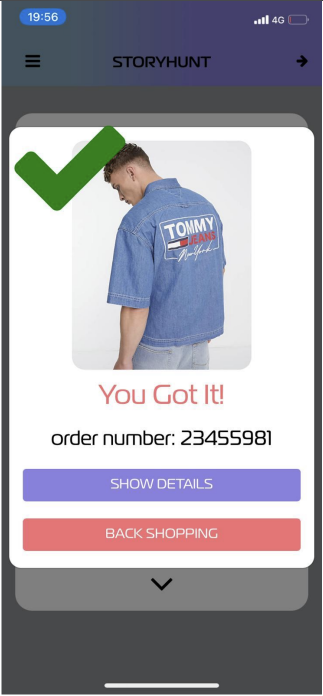 19:56
4G
STORYHUNT
TOMMY
JEANS
New York
You Got It!
order number: 23455981
SHOW DETAILS
BACK SHOPPING